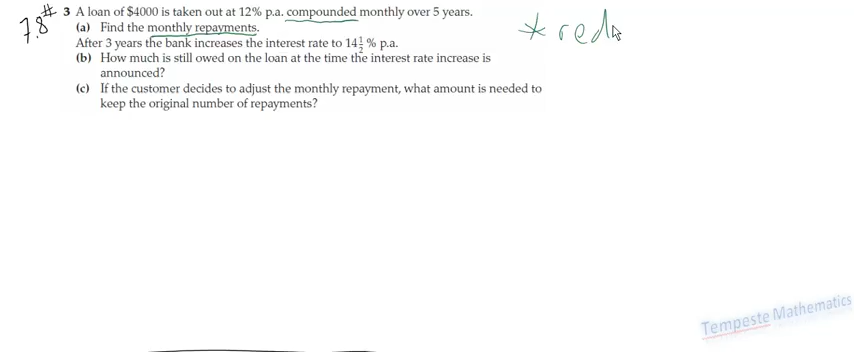 7.8 # 3 A loan of $4000 is taken out at 12% p.a. compounded monthly over 5 years.
* red
(a) Find the monthly repayments.
After 3 years the bank increases the interest rate to 14 1/2 % p.a.
(b) How much is still owed on the loan at the time the interest rate increase is
announced?
(c) If the customer decides to adjust the monthly repayment, what amount is needed to
keep the original number of repayments?
Tempeste Mathematics